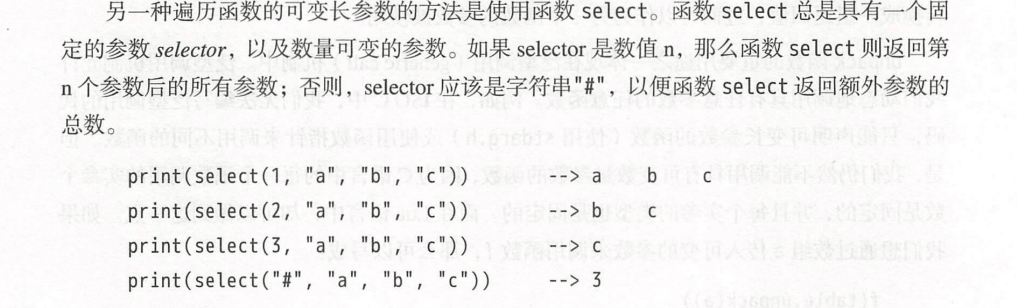 另一种遍历函数的可变长参数的方法是使用函数 select。函数 select 总是具有一个固
定的参数 selector，以及数量可变的参数。如果 selector 是数值 n，那么函数 select 则返回第
n 个参数后的所有参数；否则，selector 应该是字符串"#"，以便函数 select 返回额外参数的
总数。
print(select(1, "a", "b", "c"))     --> a    b    c
print(select(2, "a", "b", "c"))     --> b    c
print(select(3, "a", "b", "c"))     --> c
print(select("#", "a", "b", "c"))     --> 3